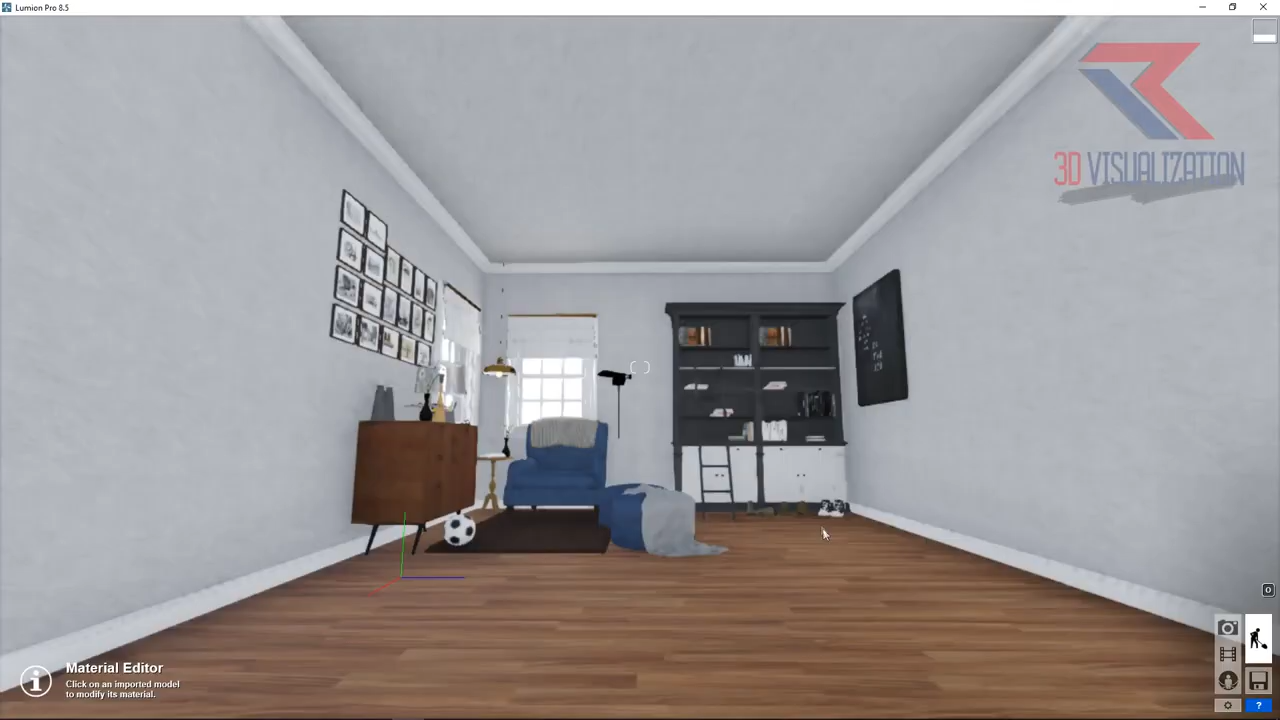 Lumion Pro 8.5
3D VISUALIZATION
Material Editor
Click on an imported model
to modify its material.
O
?